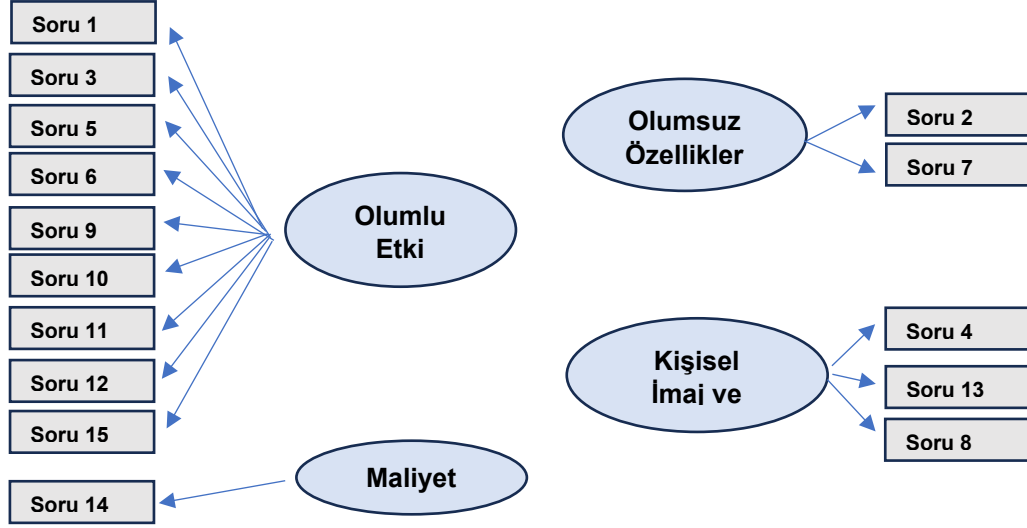 Soru 1
Soru 3
Soru 5
Soru 6
Soru 9
Soru 10
Soru 11
Soru 12
Soru 15
Soru 14
Olumlu
Etki
Maliyet
Olumsuz
Özellikler
Soru 2
Soru 7
Kişisel
İmaj ve
Soru 4
Soru 13
Soru 8